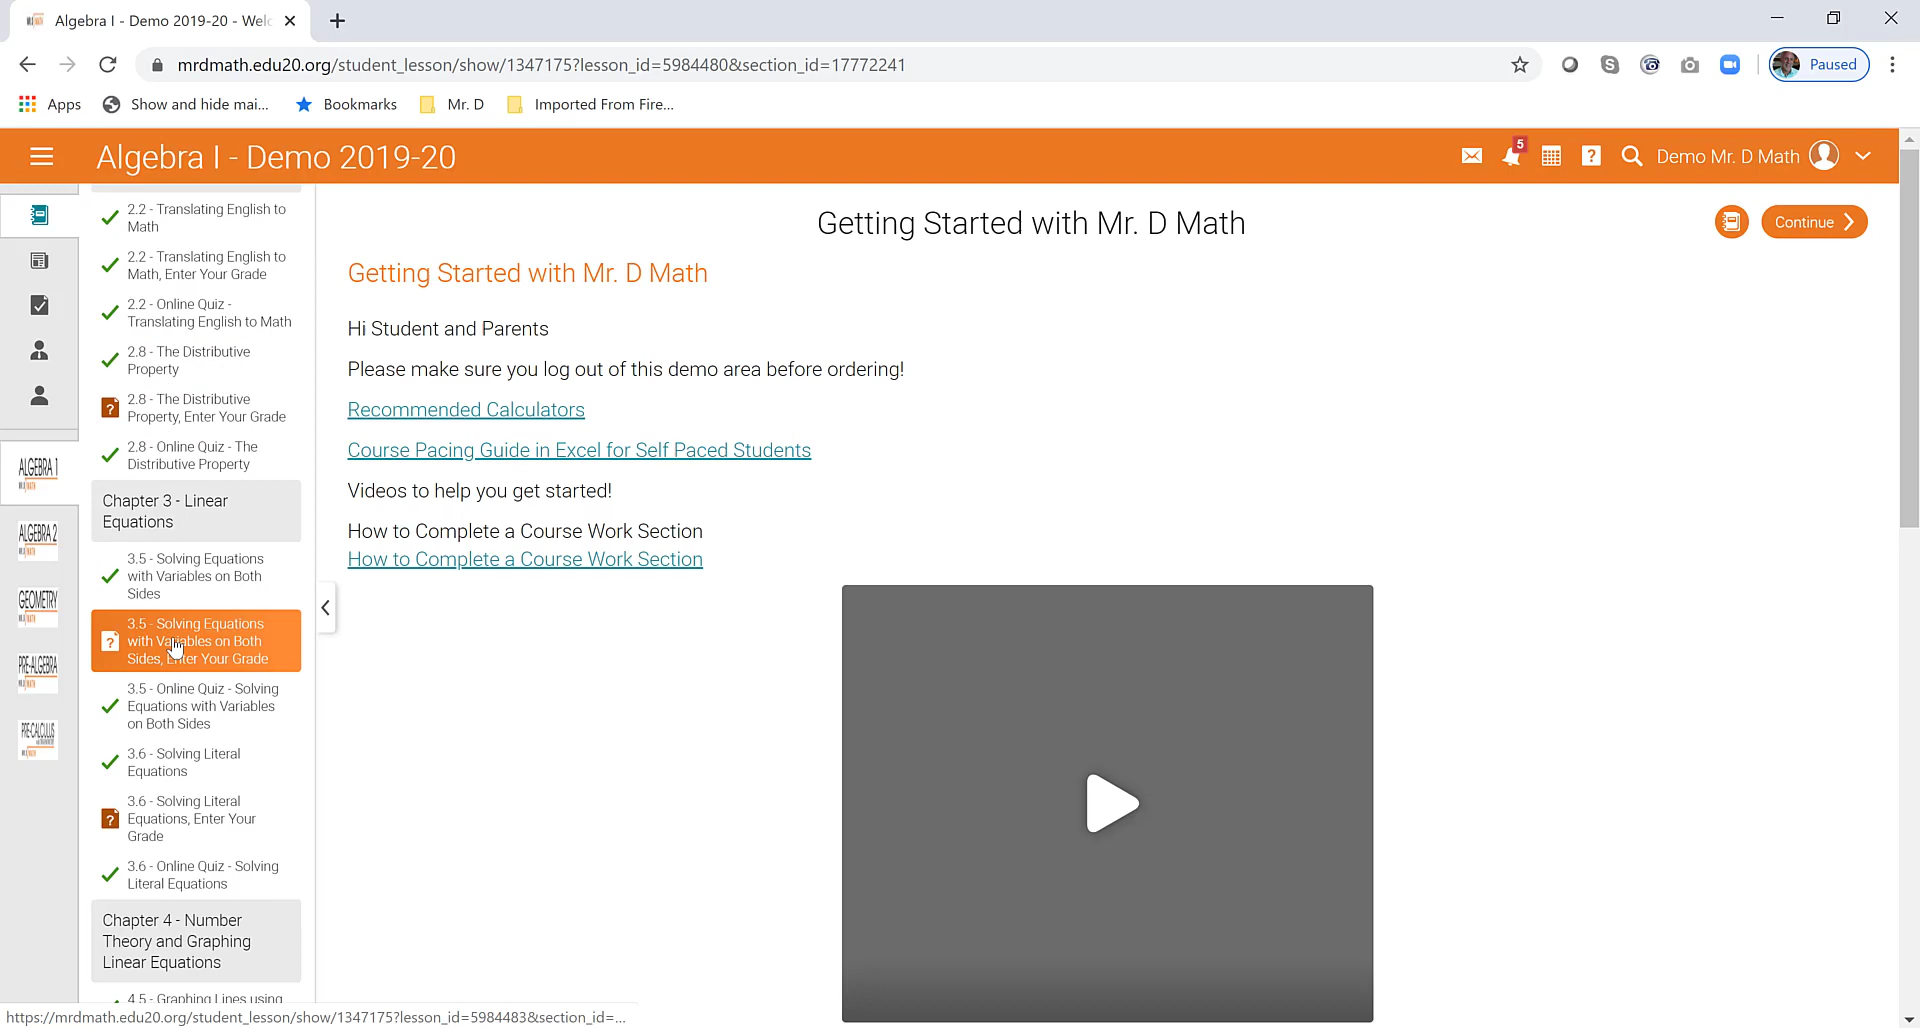 Algebra I - Demo 2019-20 - Welc
mrdmath.edu20.org/student_lesson/show/1347175?lesson_id=5984480&section_id=17772241
Paused
Apps
Show and hide mai...
Bookmarks
Mr. D
Imported From Fire...
Algebra I - Demo 2019-20
5
Demo Mr. D Math
2.2 - Translating English to
Math
2.2 - Translating English to
Math, Enter Your Grade
2.2 - Online Quiz -
Translating English to Math
2.8 - The Distributive
Property
2.8 - The Distributive
Property, Enter Your Grade
2.8 - Online Quiz - The
Distributive Property
Chapter 3 - Linear
Equations
3.5 - Solving Equations
with Variables on Both
Sides
3.5 - Solving Equations
with Variables on Both
Sides, Enter Your Grade
3.5 - Online Quiz - Solving
Equations with Variables
on Both Sides
3.6 - Solving Literal
Equations
3.6 - Solving Literal
Equations, Enter Your
Grade
3.6 - Online Quiz - Solving
Literal Equations
Chapter 4 - Number
Theory and Graphing
Linear Equations
4.5 - Graphing Lines using
ALGEBRA 1
ALGEBRA 2
GEOMETRY
PRE-ALGEBRA
PRE-CALCULUS
Getting Started with Mr. D Math
Continue
Getting Started with Mr. D Math
Hi Student and Parents
Please make sure you log out of this demo area before ordering!
Recommended Calculators
Course Pacing Guide in Excel for Self Paced Students
Videos to help you get started!
How to Complete a Course Work Section
How to Complete a Course Work Section
https://mrdmath.edu20.org/student_lesson/show/1347175?lesson_id=5984483&section_id=...